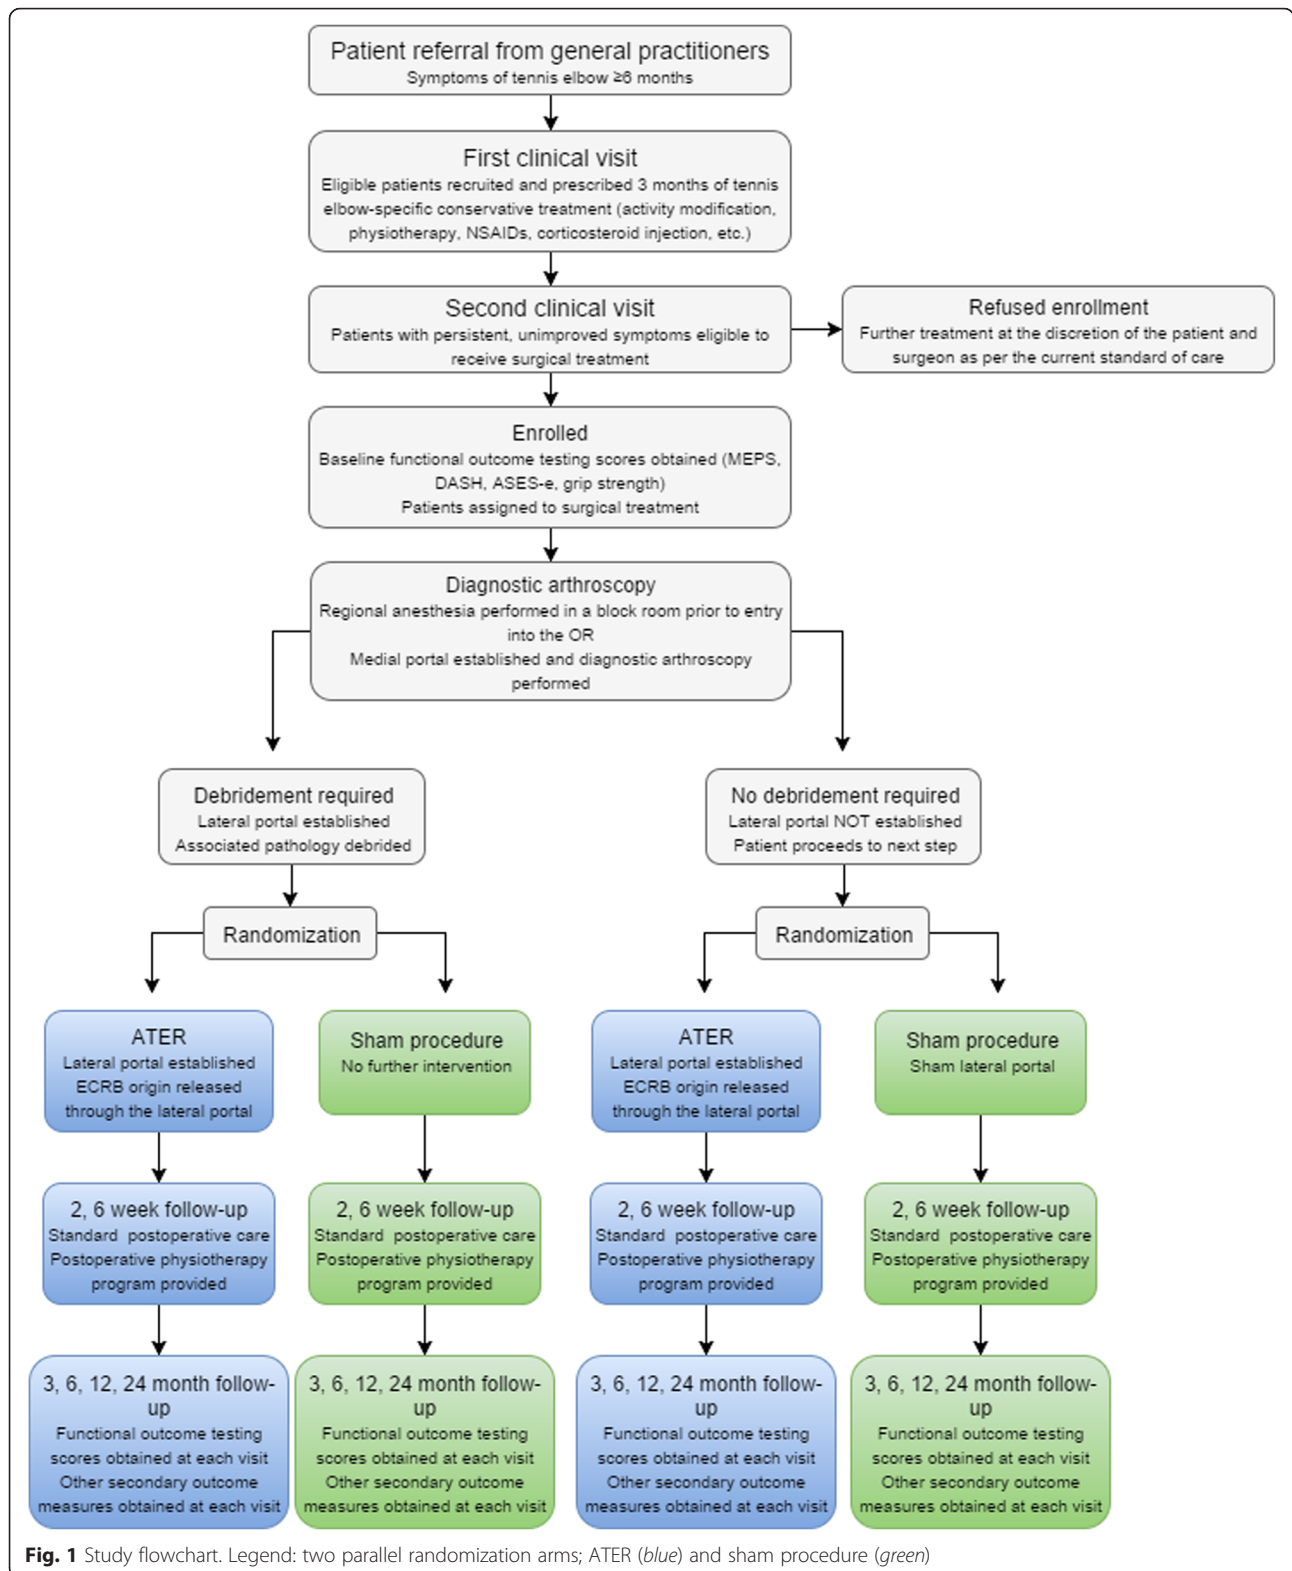 Patient referral from general practitioners
Symptoms of tennis elbow ≥6 months
First clinical visit
Eligible patients recruited and prescribed 3 months of tennis
elbow-specific conservative treatment (activity modification,
physiotherapy, NSAIDs, corticosteroid injection, etc.)
Second clinical visit
Patients with persistent, unimproved symptoms eligible to
receive surgical treatment
Refused enrollment
Further treatment at the discretion of the patient and
surgeon as per the current standard of care
Enrolled
Baseline functional outcome testing scores obtained (MEPS,
DASH, ASES-e, grip strength)
Patients assigned to surgical treatment
Diagnostic arthroscopy
Regional anesthesia performed in a block room prior to entry
into the OR
Medial portal established and diagnostic arthroscopy
performed
Debridement required
Lateral portal established
Associated pathology debrided
No debridement required
Lateral portal NOT established
Patient proceeds to next step
Randomization
Randomization
ATER
Lateral portal established
ECRB origin released
through the lateral portal
Sham procedure
No further intervention
ATER
Lateral portal established
ECRB origin released
through the lateral portal
Sham procedure
Sham lateral portal
2, 6 week follow-up
Standard postoperative care
Postoperative physiotherapy
program provided
2, 6 week follow-up
Standard postoperative care
Postoperative physiotherapy
program provided
2, 6 week follow-up
Standard postoperative care
Postoperative physiotherapy
program provided
2, 6 week follow-up
Standard postoperative care
Postoperative physiotherapy
program provided
3, 6, 12, 24 month follow-
up
Functional outcome testing
scores obtained at each visit
Other secondary outcome
measures obtained at each visit
3, 6, 12, 24 month follow-
up
Functional outcome testing
scores obtained at each visit
Other secondary outcome
measures obtained at each visit
3, 6, 12, 24 month follow-
up
Functional outcome testing
scores obtained at each visit
Other secondary outcome
measures obtained at each visit
3, 6, 12, 24 month follow-
up
Functional outcome testing
scores obtained at each visit
Other secondary outcome
measures obtained at each visit
Fig. 1 Study flowchart. Legend: two parallel randomization arms; ATER (blue) and sham procedure (green)